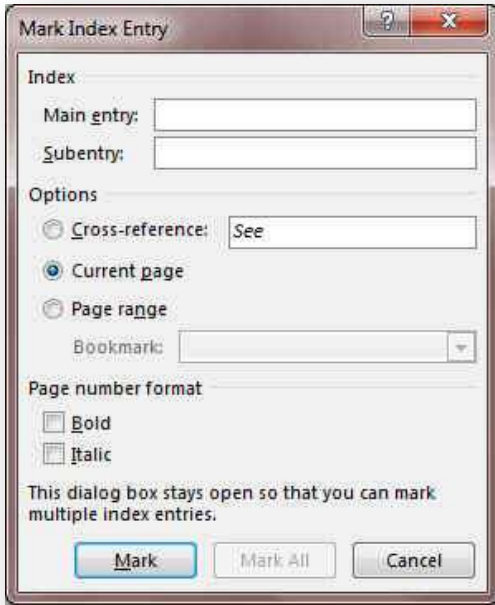 Mark Index Entry
Index
Main entry:
Subentry:
Options
Cross-reference: See
Current page
Page range
Bookmark:
Page number format
Bold
Italic
This dialog box stays open so that you can mark
multiple index entries.
Mark Mark All Cancel